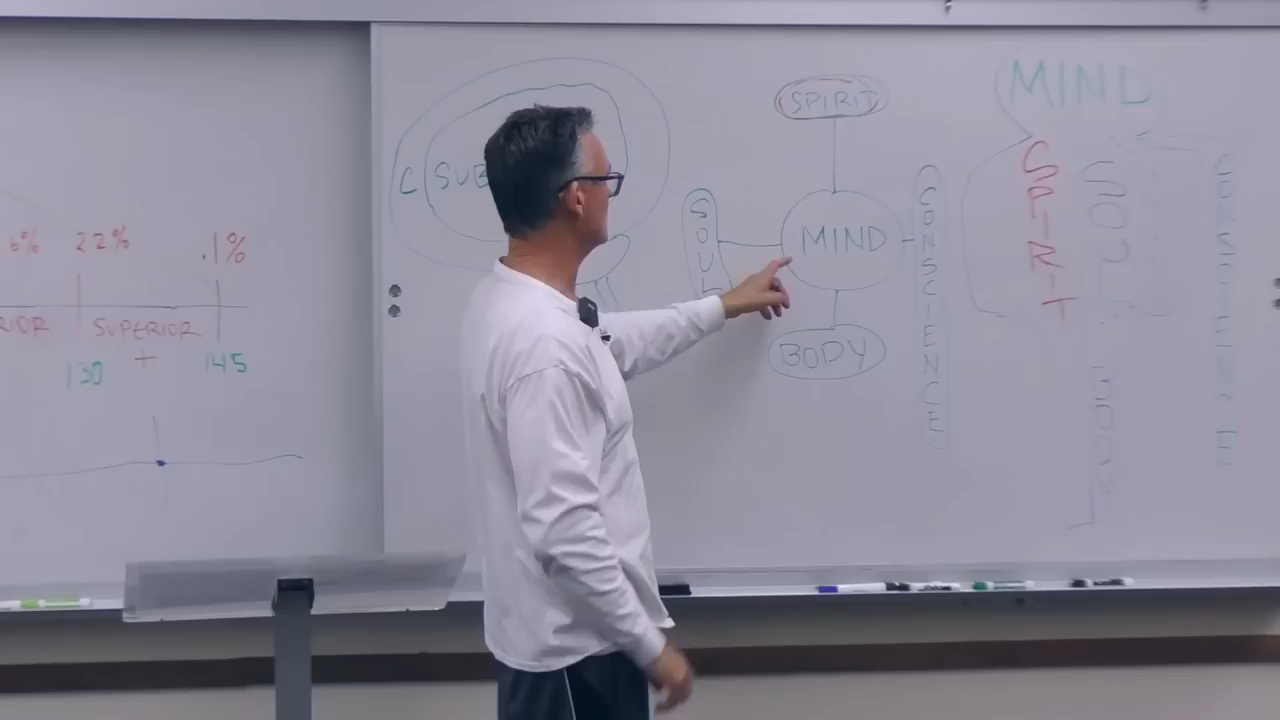 6% 22% .1%
RIOR SUPERIOR
+
130 145
C SUB
SPIRIT
SOUL
MIND
CONSCIENCE
BODY
MIND
SPIRIT
SOUL
BODY
CONSCIENCE